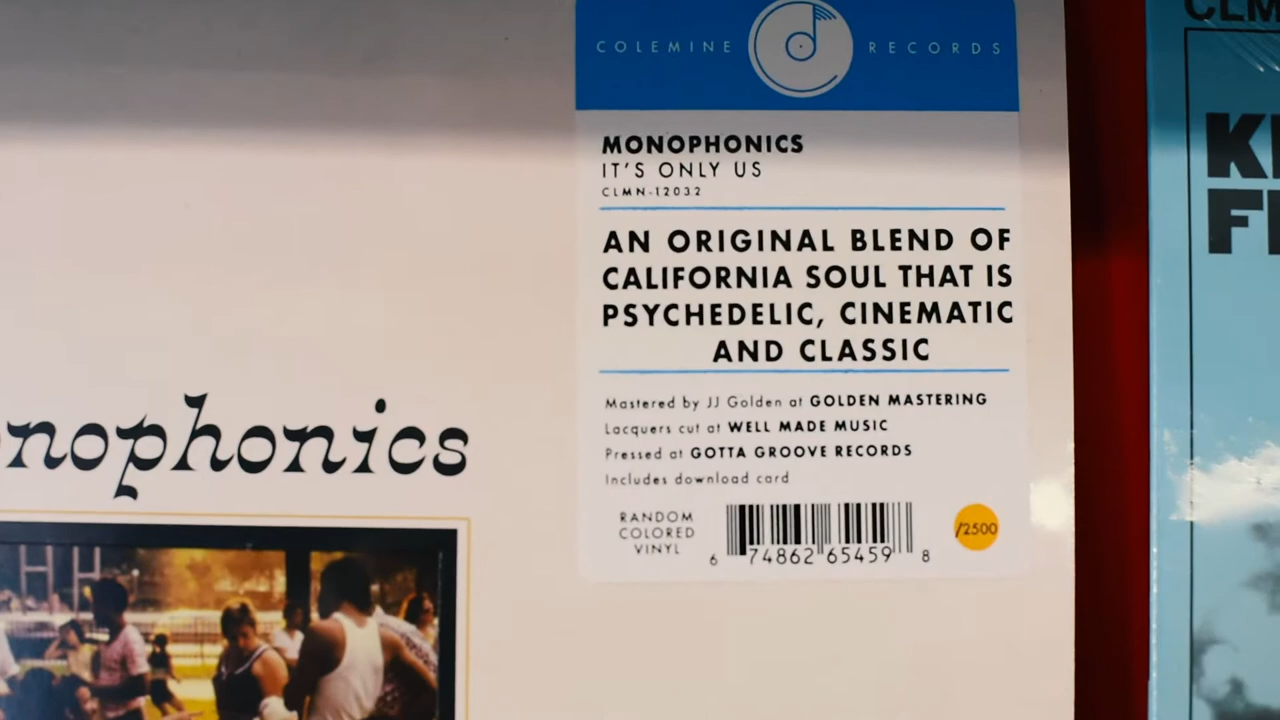 COLEMINE RECORDS
MONOPHONICS
IT'S ONLY US
CLMN-12032
AN ORIGINAL BLEND OF
CALIFORNIA SOUL THAT IS
PSYCHEDELIC, CINEMATIC
AND CLASSIC
Mastered by JJ Golden at GOLDEN MASTERING
Lacquers cut at WELL MADE MUSIC
Pressed at GOTTA GROOVE RECORDS
Includes download card
RANDOM
COLORED
VINYL
6 74862 65459 8
/2500
nophonics
CLM